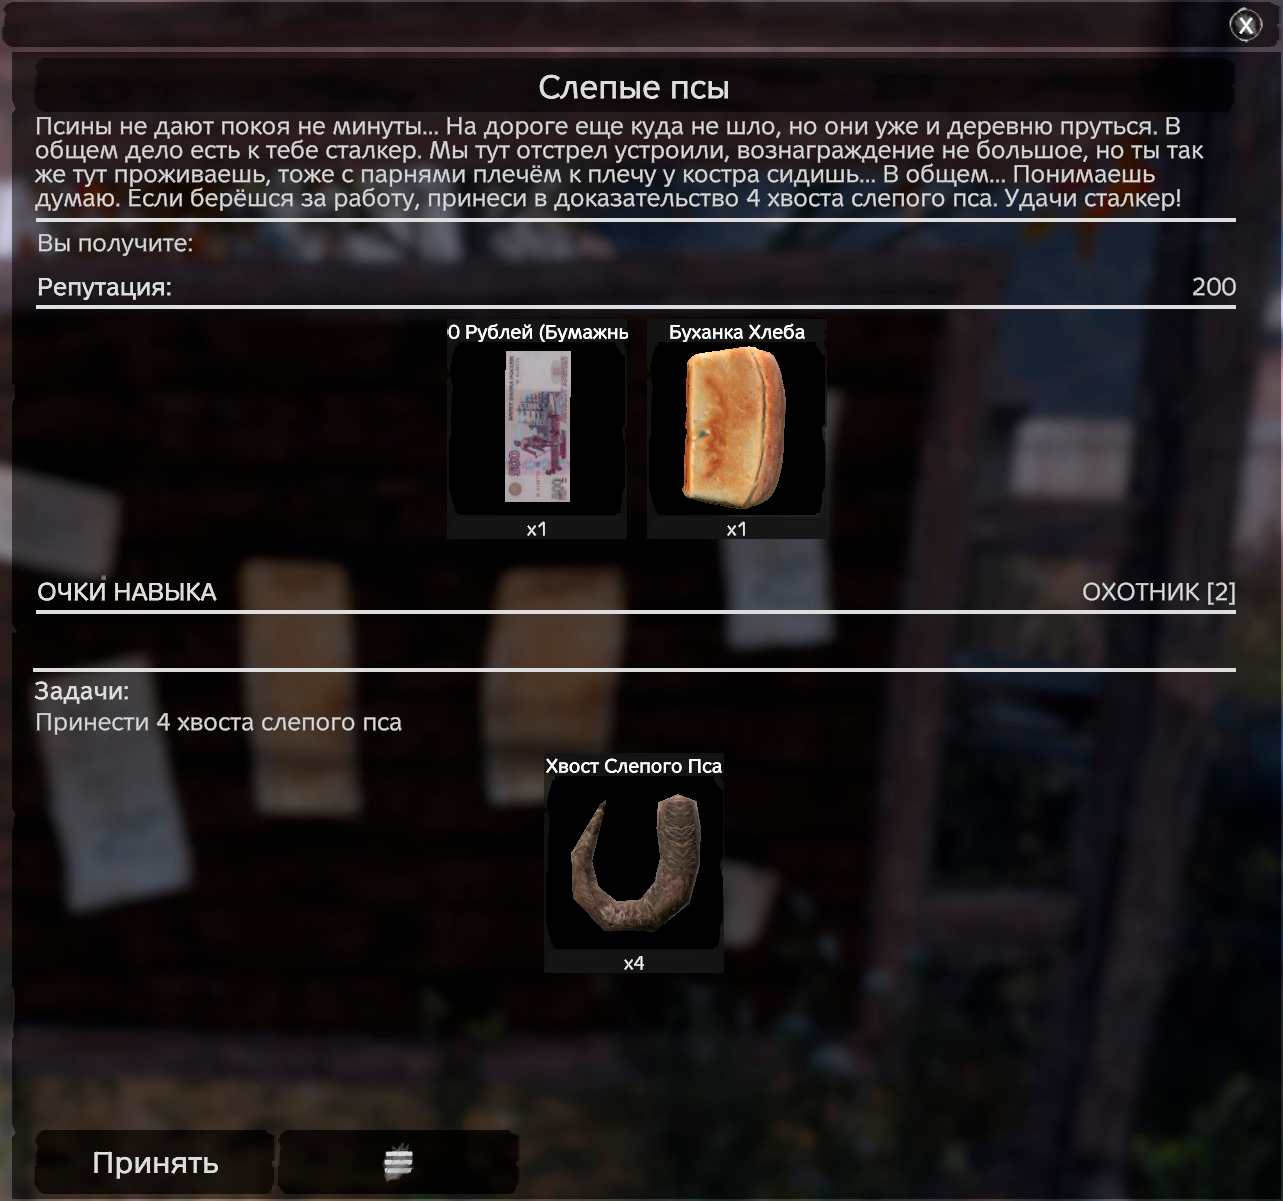 X
Слепые псы
Псины не дают покоя не минуты... На дороге еще куда не шло, но они уже и деревню пруться. В
общем дело есть к тебе сталкер. Мы тут отстрел устроили, вознаграждение не большое, но ты так
же тут проживаешь, тоже с парнями плечём к плечу у костра сидишь... В общем... Понимаешь
думаю. Если берёшся за работу, принеси в доказательство 4 хвоста слепого пса. Удачи сталкер!
Вы получите:
Репутация: 200
0 Рублей (Бумажны Буханка Хлеба
500
x1 x1
ОЧКИ НАВЫКА ОХОТНИК [2]
Задачи:
Принести 4 хвоста слепого пса
Хвост Слепого Пса
x4
Принять